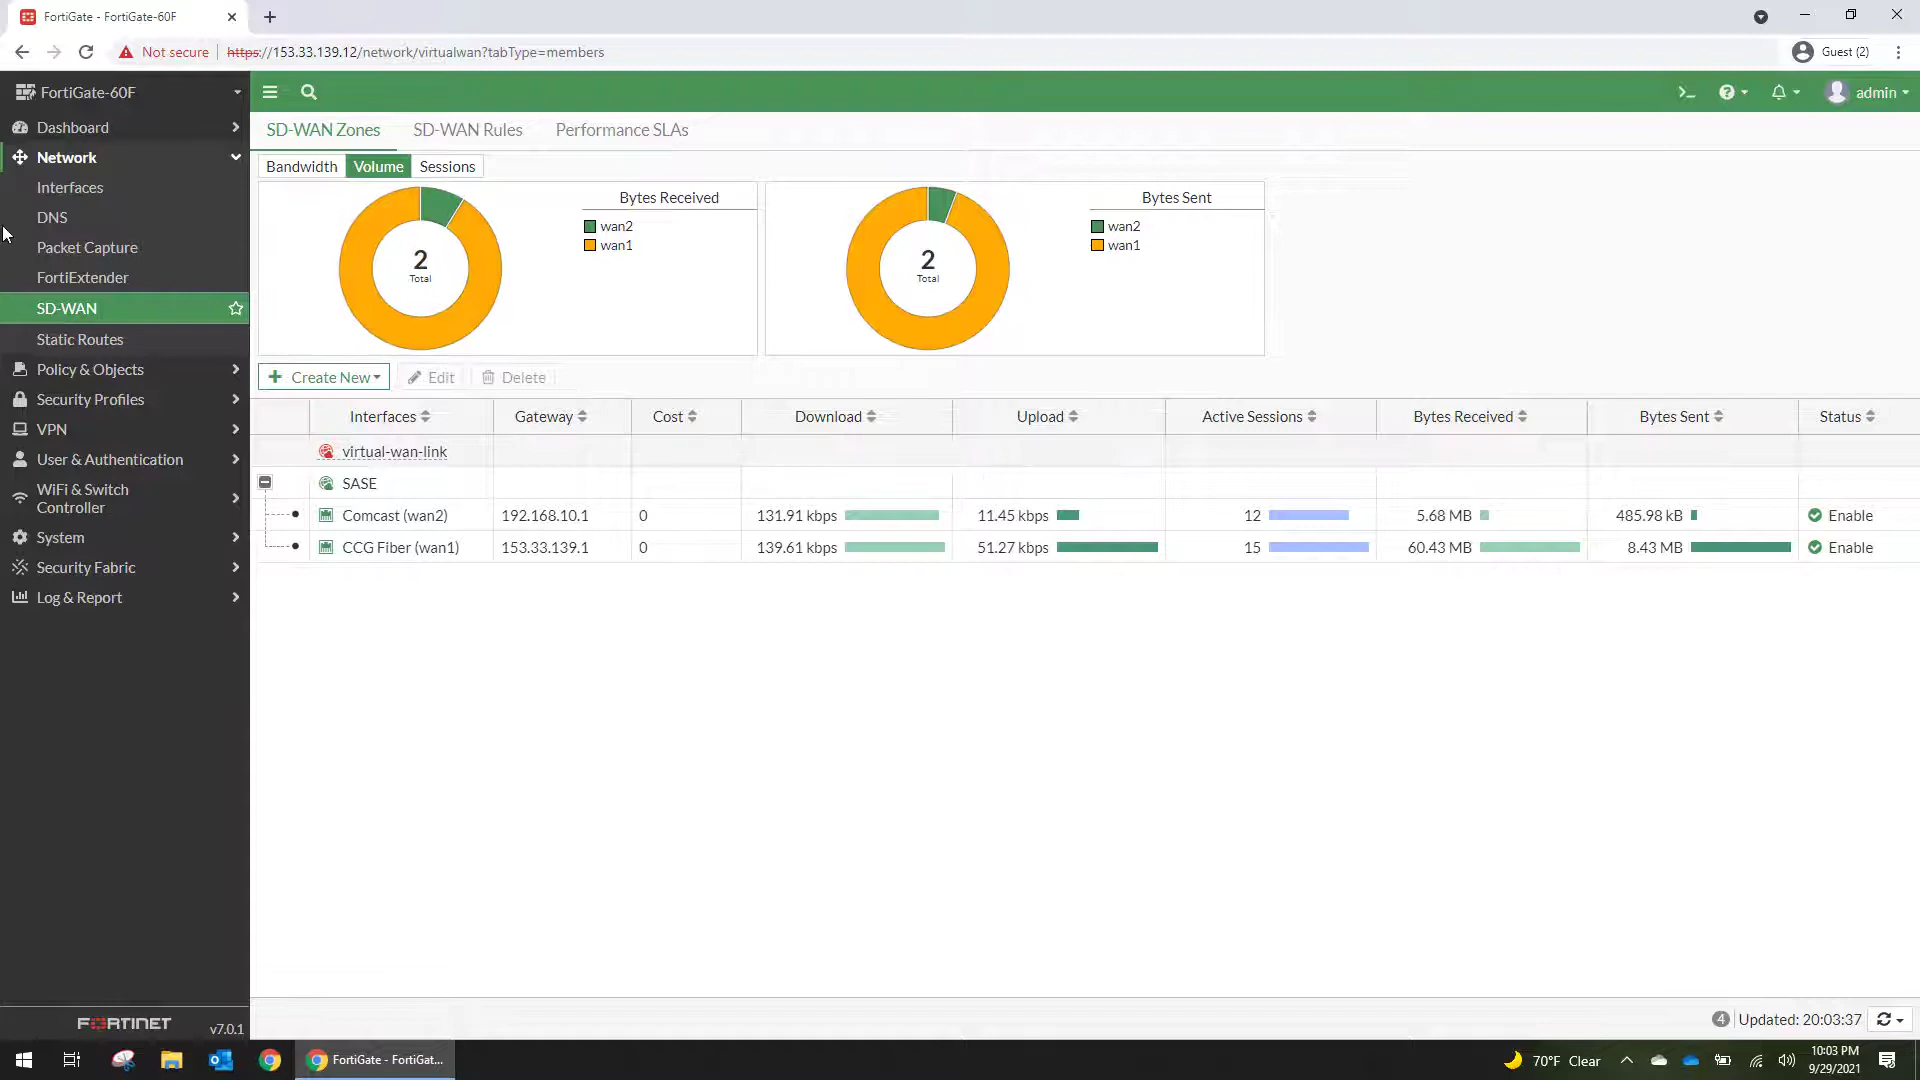 FortiGate - FortiGate-60F
Not secure
https://153.33.139.12/network/virtualwan?tabType=members
Guest (2)
FortiGate-60F
admin
Dashboard
Network
Interfaces
DNS
Packet Capture
FortiExtender
SD-WAN
Static Routes
Policy & Objects
Security Profiles
VPN
User & Authentication
WiFi & Switch
Controller
System
Security Fabric
Log & Report
FORTINET
v7.0.1
SD-WAN Zones SD-WAN Rules Performance SLAs
Bandwidth Volume Sessions
2
Total
Bytes Received
wan2
wan1
2
Total
Bytes Sent
wan2
wan1
Create New Edit Delete
Interfaces Gateway Cost Download Upload Active Sessions Bytes Received Bytes Sent Status
virtual-wan-link
SASE
Comcast (wan2) 192.168.10.1 0 131.91 kbps 11.45 kbps 12 5.68 MB 485.98 kB Enable
CCG Fiber (wan1) 153.33.139.1 0 139.61 kbps 51.27 kbps 15 60.43 MB 8.43 MB Enable
4 Updated: 20:03:37
FortiGate - FortiGat...
70°F Clear
10:03 PM
9/29/2021